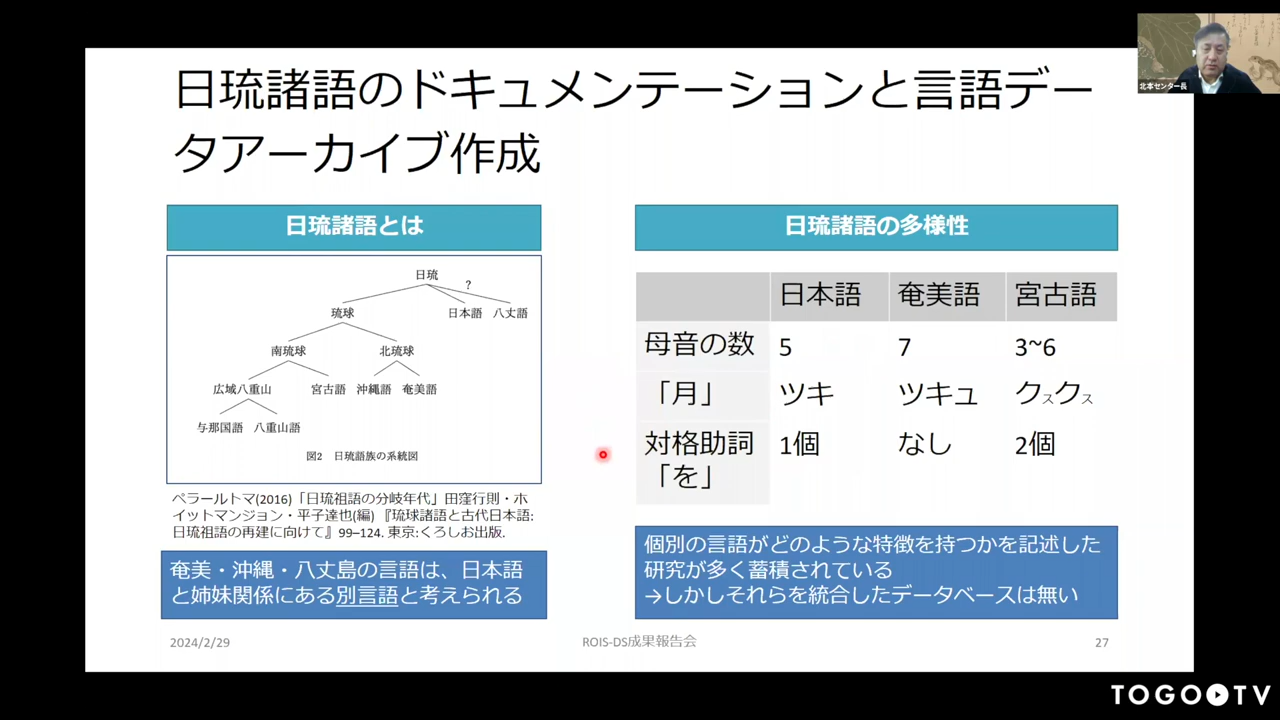 北本センター長
日琉諸語のドキュメンテーションと言語デー
タアーカイブ作成
日琉諸語とは
日琉
?
琉球
日本語 八丈語
南琉球 北琉球
広域八重山 宮古語 沖縄語 奄美語
与那国語 八重山語
図2 日琉語族の系統図
ペラールトマ(2016)「日琉祖語の分岐年代」田窪行則・ホ
イットマンジョン・平子達也(編) 『琉球諸語と古代日本語:
日琉祖語の再建に向けて』 99–124. 東京:くろしお出版.
奄美・沖縄・八丈島の言語は、日本語
と姉妹関係にある別言語と考えられる
日琉諸語の多様性
日本語 奄美語 宮古語
母音の数 5 7 3~6
「月」 ツキ ツキュ クスクス
対格助詞 1個 なし 2個
「を」
個別の言語がどのような特徴を持つかを記述した
研究が多く蓄積されている
→しかしそれらを統合したデータベースは無い
2024/2/29 ROIS-DS成果報告会 27
TOGO TV